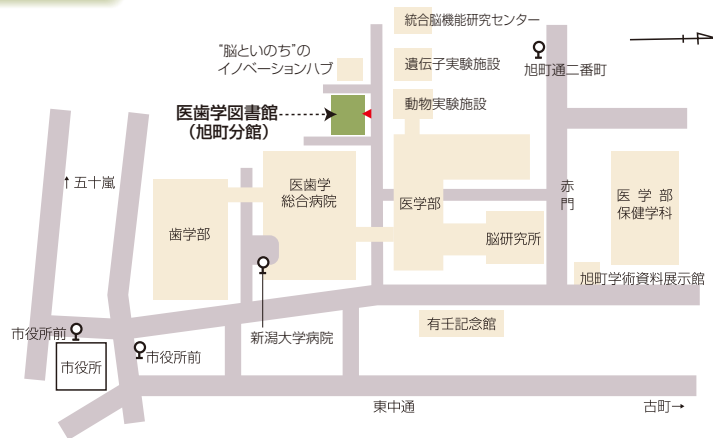 統合脳機能研究センター
"脳といのち"の
イノベーションハブ
遺伝子実験施設
旭町通二番町
動物実験施設
医歯学図書館
（旭町分館）
↑五十嵐
医歯学
総合病院
医学部
赤門
医学部
保健学科
歯学部
脳研究所
旭町学術資料展示館
市役所前
新潟大学病院
有壬記念館
市役所前
市役所
東中通
古町→